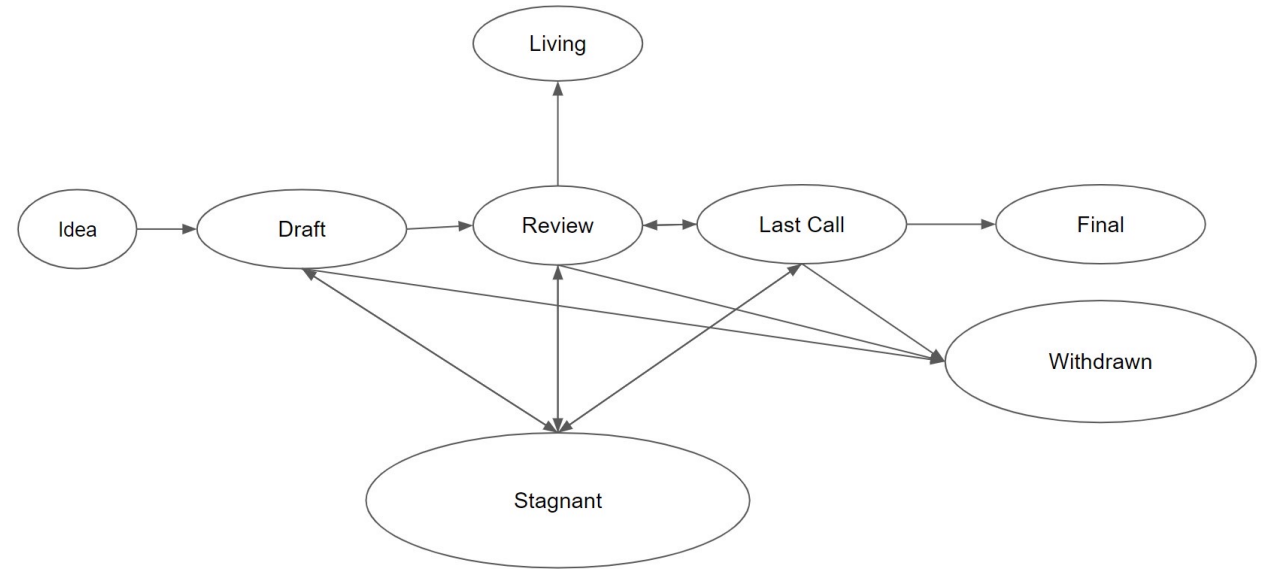 Living
Idea
Draft
Review
Last Call
Final
Withdrawn
Stagnant